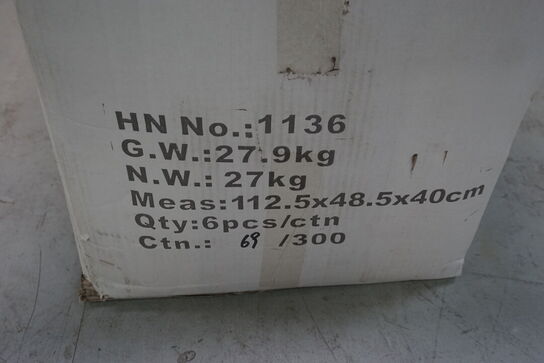 HN No.:1136
G.W.:27.9kg
N.W.:27kg
Meas:112.5x48.5x40cm
Qty:6pcs/ctn
Ctn.: 69 /300